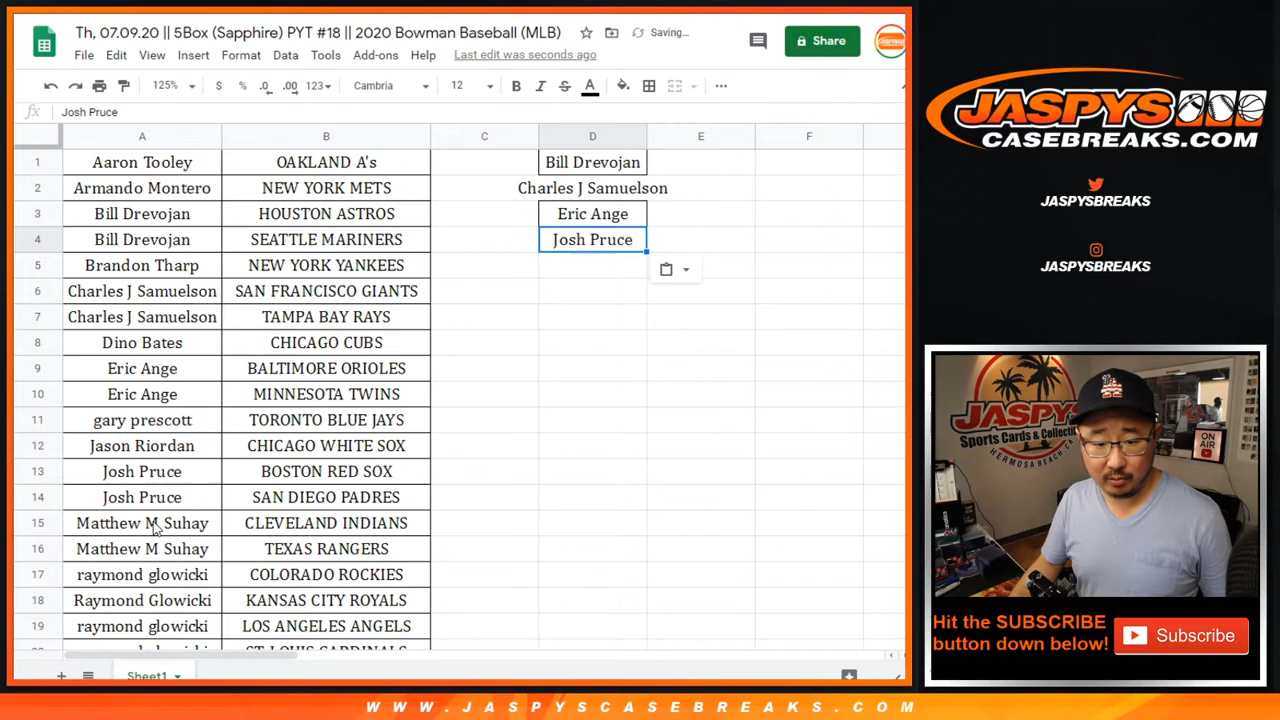 Th, 07.09.20 || 5Box (Sapphire) PYT #18 || 2020 Bowman Baseball (MLB)
Saving...
Share
File Edit View Insert Format Data Tools Add-ons Help Last edit was seconds ago
125% $ % .0 .00 123 Cambria 12 B I S A
fx Josh Pruce
A B C D E F
1 Aaron Tooley OAKLAND A's Bill Drevojan
2 Armando Montero NEW YORK METS Charles J Samuelson
3 Bill Drevojan HOUSTON ASTROS Eric Ange
4 Bill Drevojan SEATTLE MARINERS Josh Pruce
5 Brandon Tharp NEW YORK YANKEES
6 Charles J Samuelson SAN FRANCISCO GIANTS
7 Charles J Samuelson TAMPA BAY RAYS
8 Dino Bates CHICAGO CUBS
9 Eric Ange BALTIMORE ORIOLES
10 Eric Ange MINNESOTA TWINS
11 gary prescott TORONTO BLUE JAYS
12 Jason Riordan CHICAGO WHITE SOX
13 Josh Pruce BOSTON RED SOX
14 Josh Pruce SAN DIEGO PADRES
15 Matthew M Suhay CLEVELAND INDIANS
16 Matthew M Suhay TEXAS RANGERS
17 raymond glowicki COLORADO ROCKIES
18 Raymond Glowicki KANSAS CITY ROYALS
19 raymond glowicki LOS ANGELES ANGELS
ST. LOUIS CARDINALS
Sheet1
JASPYS
CASEBREAKS.COM
JASPYSBREAKS
JASPYSBREAKS
JASPYS
Sports Cards & Collectibles
HERMOSA BEACH
ON AIR
Hit the SUBSCRIBE
button down below!
Subscribe
WWW.JASPYSCASEBREAKS.COM